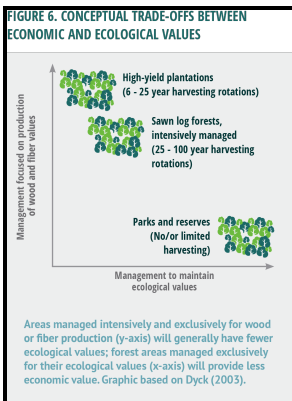 FIGURE 6. CONCEPTUAL TRADE-OFFS BETWEEN
ECONOMIC AND ECOLOGICAL VALUES
Management focused on production
of wood and fiber values
High-yield plantations
(6 - 25 year harvesting rotations)
Sawn log forests,
intensively managed
(25 - 100 year harvesting
rotations)
Parks and reserves
(No/or limited
harvesting)
Management to maintain
ecological values
Areas managed intensively and exclusively for wood
or fiber production (y-axis) will generally have fewer
ecological values; forest areas managed exclusively
for their ecological values (x-axis) will provide less
economic value. Graphic based on Dyck (2003).